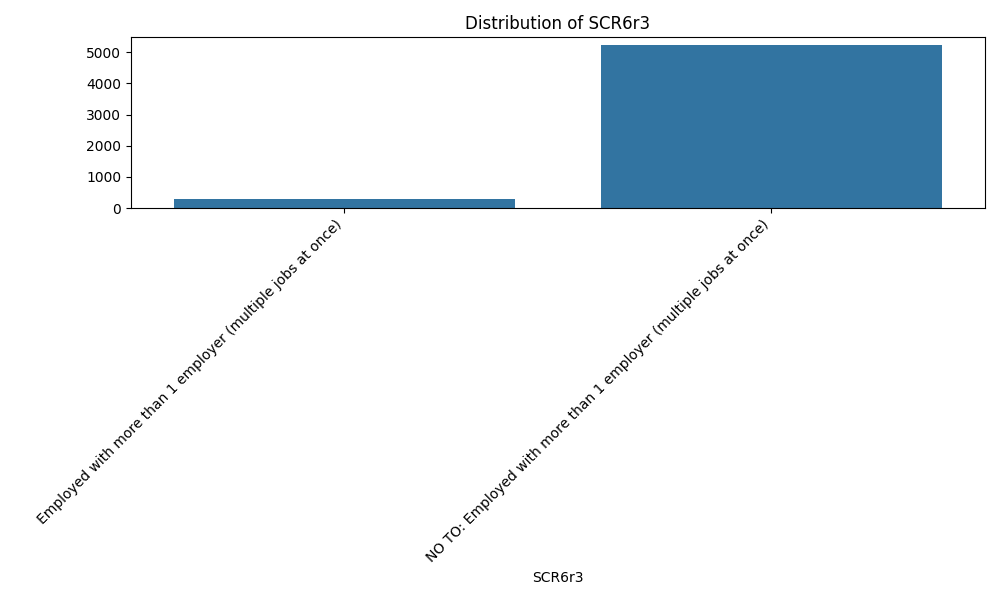 Distribution of SCR6r3
5000
4000
3000
2000
1000
0
Employed with more than 1 employer (multiple jobs at once)
NO TO: Employed with more than 1 employer (multiple jobs at once)
SCR6r3